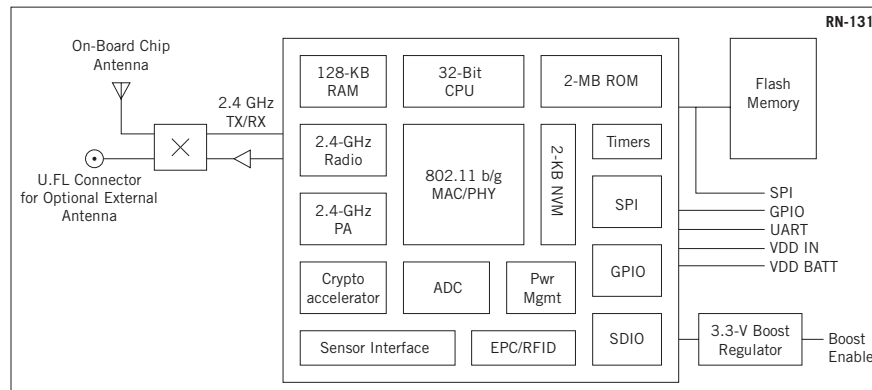 RN-131
On-Board Chip
Antenna
2.4 GHz
TX/RX
U.FL Connector
for Optional External
Antenna
128-KB
RAM
32-Bit
CPU
2-MB ROM
Flash
Memory
2.4-GHz
Radio
802.11 b/g
MAC/PHY
2-KB NVM
Timers
2.4-GHz
PA
SPI
SPI
GPIO
UART
VDD IN
VDD BATT
Crypto
accelerator
ADC
Pwr
Mgmt
GPIO
Sensor Interface
EPC/RFID
SDIO
3.3-V Boost
Regulator
Boost
Enable